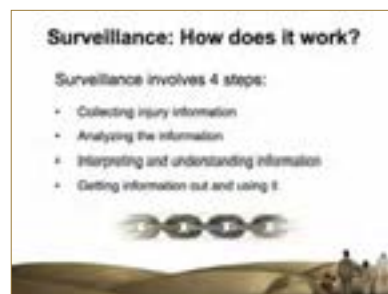 Surveillance: How does it work?
Surveillance involves 4 steps:
• Collecting injury information
• Analyzing the information
• Interpreting and understanding information
• Getting information out and using it